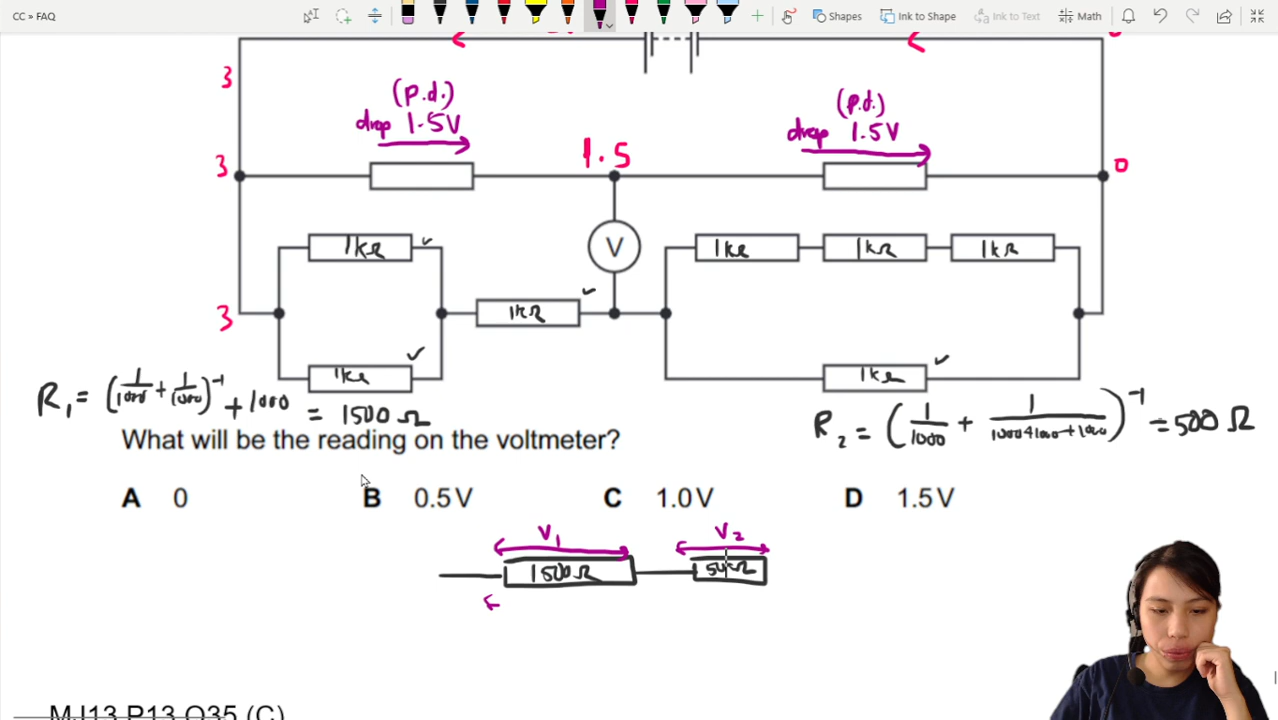 CC » FAQ
Shapes
Ink to Shape
Ink to Text
Math
3
(p.d.)
drop 1.5V
(p.d.)
drop 1.5V
3
1.5
0
1kΩ
V
1kΩ
1kΩ
1kΩ
3
1kΩ
1kΩ
1kΩ
R1 = (1/1000 + 1/1000)^-1 + 1000 = 1500 Ω
R2 = (1/1000 + 1/1000+1000+1000)^-1 = 500 Ω
What will be the reading on the voltmeter?
A 0
B 0.5 V
C 1.0 V
D 1.5 V
V1
V2
1500Ω
500Ω
MJ13 P13 Q35 (C)